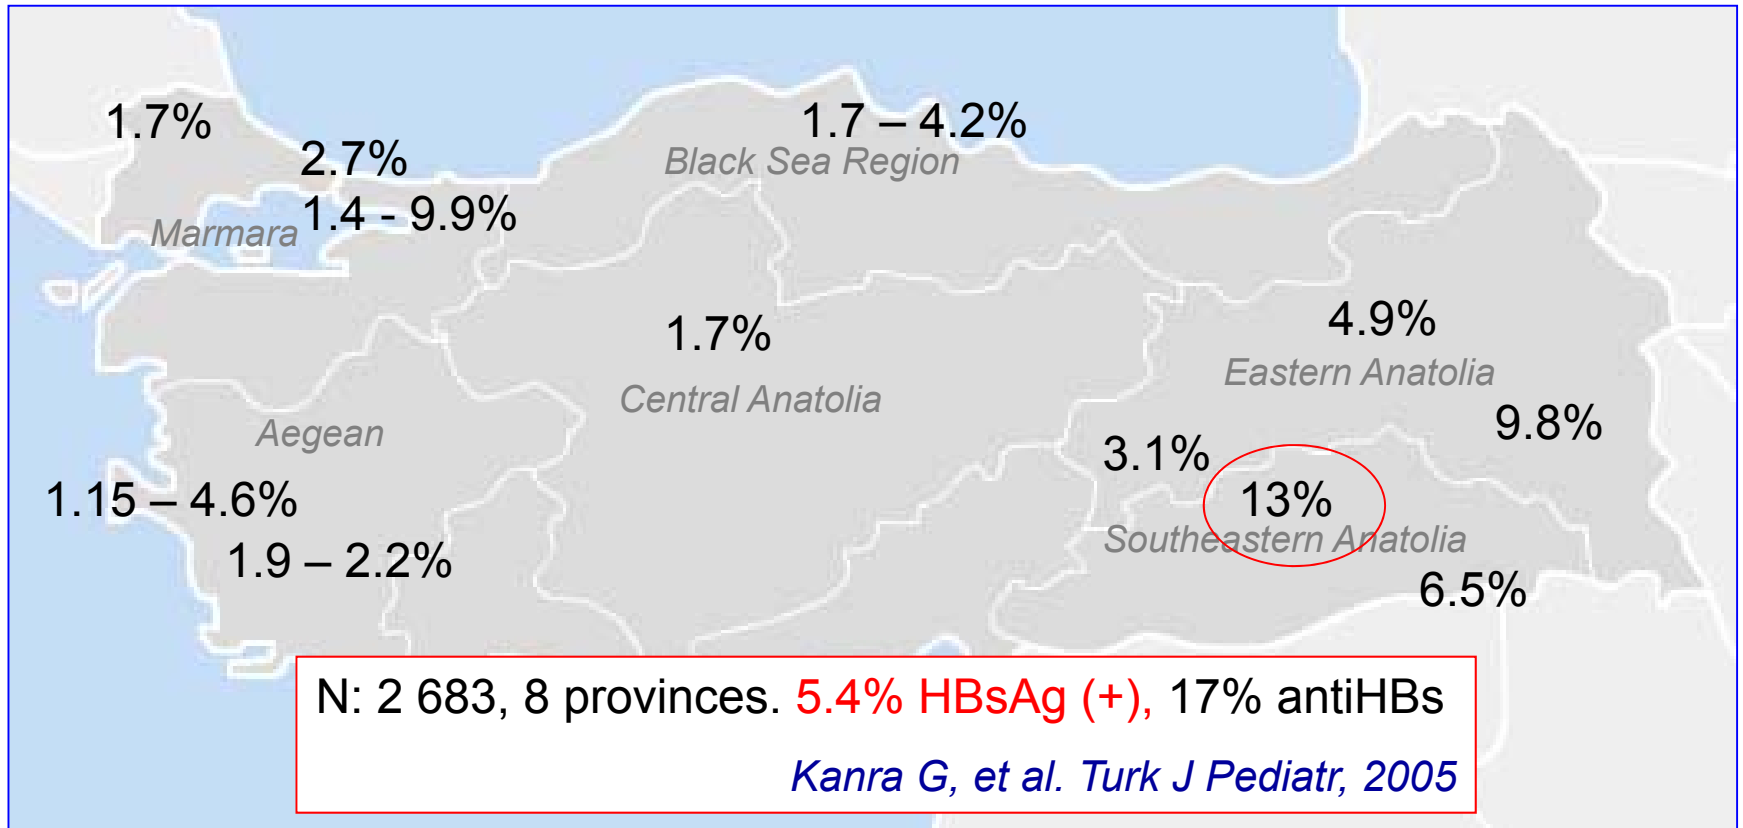 1.7%
1.7 – 4.2%
2.7%
Black Sea Region
1.4 - 9.9%
Marmara
4.9%
1.7%
Eastern Anatolia
Central Anatolia
Aegean
9.8%
3.1%
13%
1.15 – 4.6%
Southeastern Anatolia
1.9 – 2.2%
6.5%
N: 2 683, 8 provinces. 5.4% HBsAg (+), 17% antiHBs
Kanra G, et al. Turk J Pediatr, 2005